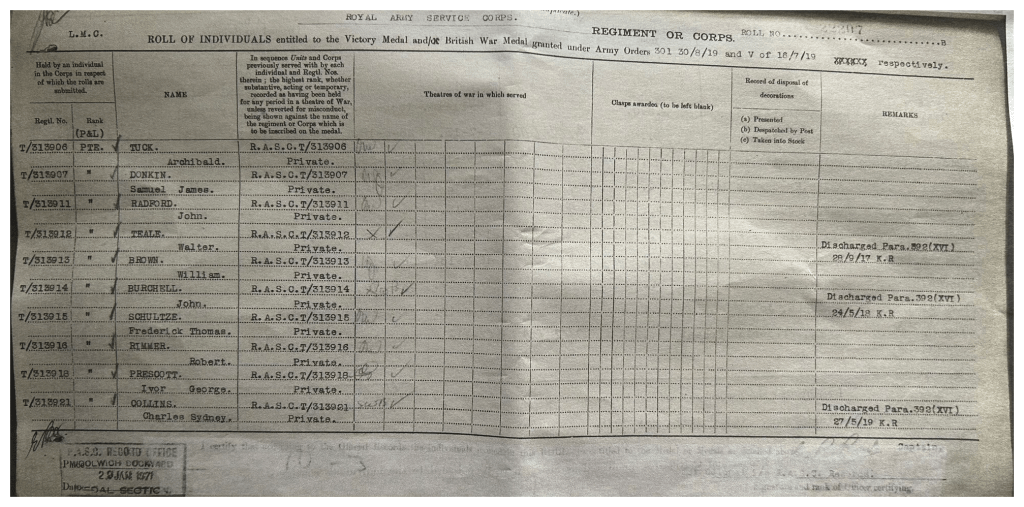 ROYAL ARMY SERVICE CORPS.
L.M.C.
REGIMENT OR CORPS. ROLL NO.
B
ROLL OF INDIVIDUALS entitled to the Victory Medal and/or British War Medal granted under Army Orders 301 30/8/19 and V of 16/7/19 respectively.
Held by an individual in the Corps in respect of which the rolls are submitted.
Regtl. No.
Rank
(P&L)
NAME
In sequence Units and Corps previously served with by each individual and Regtl. Nos. therein; the highest rank, whether substantive, acting or temporary, recorded as having been held for any period in a theatre of War, unless reverted for misconduct, being shown against the name of the regiment or Corps which is to be inscribed on the medal.
Theatres of war in which served
Clasps awarded (to be left blank)
Record of disposal of decorations
(a) Presented
(b) Despatched by Post
(c) Taken into Stock
REMARKS
T/313906 PTE. TUCK. R.A.S.C.T/313906
Archibald. Private.
T/313907 " DONKIN. R.A.S.C.T/313907
Samuel James. Private.
T/313911 " RADFORD. R.A.S.C.T/313911
John. Private.
T/313912 " TEALE. R.A.S.C.T/313912
Walter. Private. Discharged Para.392(XVI)
T/313913 " BROWN. R.A.S.C.T/313913 28/9/17 K.R
William. Private.
T/313914 " BURCHELL. R.A.S.C.T/313914 Discharged Para.392(XVI)
John. Private. 24/5/18 K.R
T/313915 " SCHULTZE. R.A.S.C.T/313915
Frederick Thomas. Private.
T/313916 " RIMMER. R.A.S.C.T/313916
Robert. Private.
T/313918 " PRESCOTT. R.A.S.C.T/313918
Ivor George. Private.
T/313921 " COLLINS. R.A.S.C.T/313921 Discharged Para.392(XVI)
Charles Sydney. Private. 27/5/19 K.R
I certify
Captain.
R.A.S.C. RECORD OFFICE
WOOLWICH DOCKYARD
MEDAL SECTION